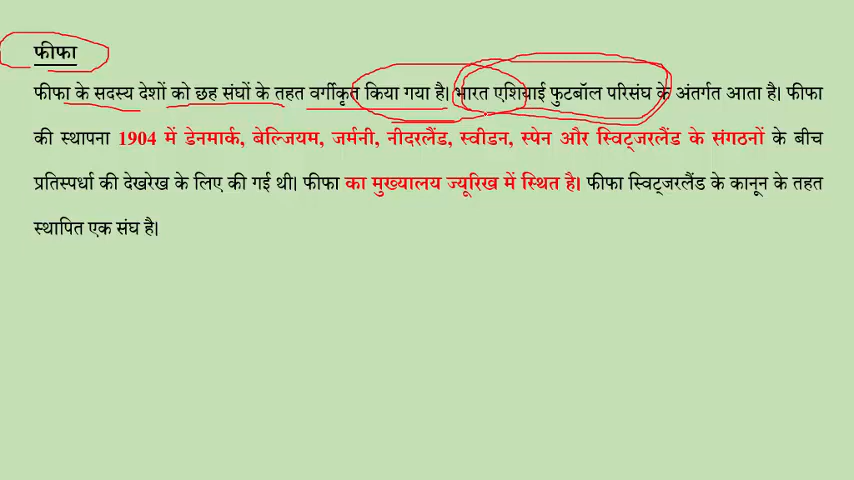 फीफा
फीफा के सदस्य देशों को छह संघों के तहत वर्गीकृत किया गया है। भारत एशियाई फुटबॉल परिसंघ के अंतर्गत आता है। फीफा
की स्थापना 1904 में डेनमार्क, बेल्जियम, जर्मनी, नीदरलैंड, स्वीडन, स्पेन और स्विट्जरलैंड के संगठनों के बीच
प्रतिस्पर्धा की देखरेख के लिए की गई थी। फीफा का मुख्यालय ज्यूरिख में स्थित है। फीफा स्विट्जरलैंड के कानून के तहत
स्थापित एक संघ है।